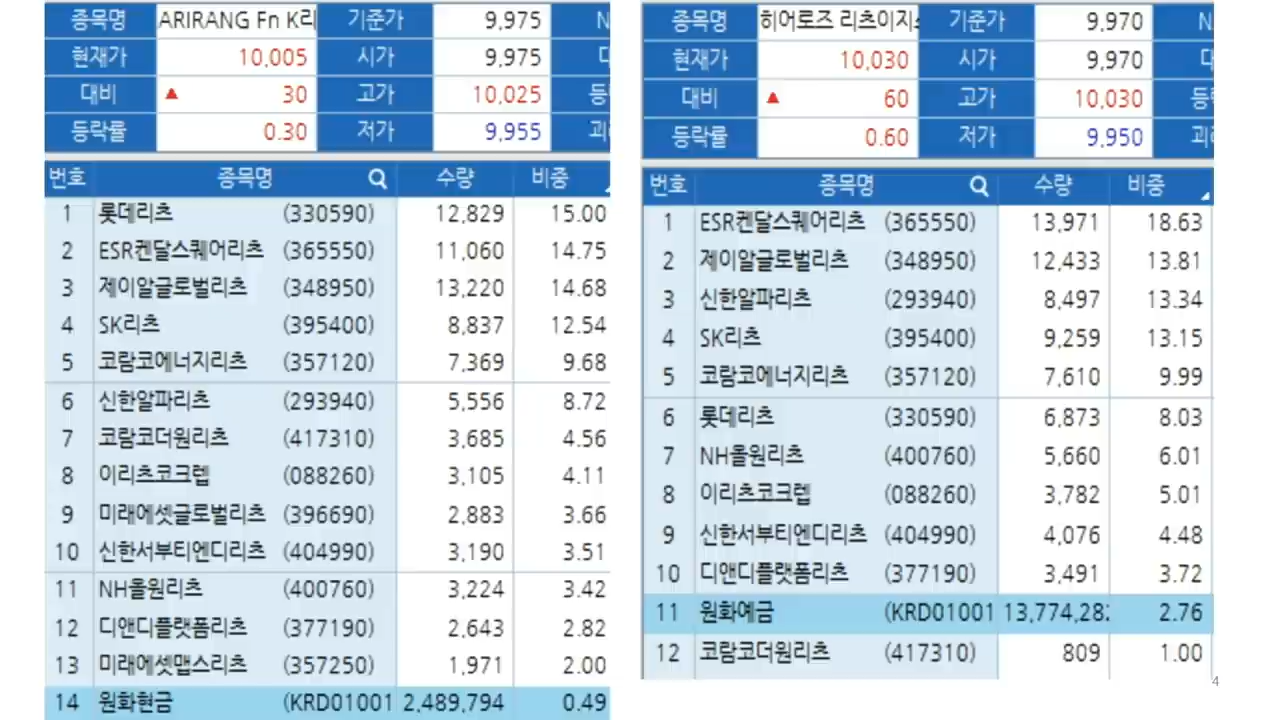 종목명 ARIRANG Fn K리 기준가 9,975
현재가 10,005 시가 9,975
대비 ▲ 30 고가 10,025
등락률 0.30 저가 9,955
번호 종목명 수량 비중
1 롯데리츠 (330590) 12,829 15.00
2 ESR켄달스퀘어리츠 (365550) 11,060 14.75
3 제이알글로벌리츠 (348950) 13,220 14.68
4 SK리츠 (395400) 8,837 12.54
5 코람코에너지리츠 (357120) 7,369 9.68
6 신한알파리츠 (293940) 5,556 8.72
7 코람코더원리츠 (417310) 3,685 4.56
8 이리츠코크렙 (088260) 3,105 4.11
9 미래에셋글로벌리츠 (396690) 2,883 3.66
10 신한서부티엔디리츠 (404990) 3,190 3.51
11 NH올원리츠 (400760) 3,224 3.42
12 디앤디플랫폼리츠 (377190) 2,643 2.82
13 미래에셋맵스리츠 (357250) 1,971 2.00
14 원화현금 (KRD01001 2,489,794 0.49
종목명 히어로즈 리츠이지 기준가 9,970
현재가 10,030 시가 9,970
대비 ▲ 60 고가 10,030
등락률 0.60 저가 9,950
번호 종목명 수량 비중
1 ESR켄달스퀘어리츠 (365550) 13,971 18.63
2 제이알글로벌리츠 (348950) 12,433 13.81
3 신한알파리츠 (293940) 8,497 13.34
4 SK리츠 (395400) 9,259 13.15
5 코람코에너지리츠 (357120) 7,610 9.99
6 롯데리츠 (330590) 6,873 8.03
7 NH올원리츠 (400760) 5,660 6.01
8 이리츠코크렙 (088260) 3,782 5.01
9 신한서부티엔디리츠 (404990) 4,076 4.48
10 디앤디플랫폼리츠 (377190) 3,491 3.72
11 원화예금 (KRD01001 13,774,28 2.76
12 코람코더원리츠 (417310) 809 1.00
4